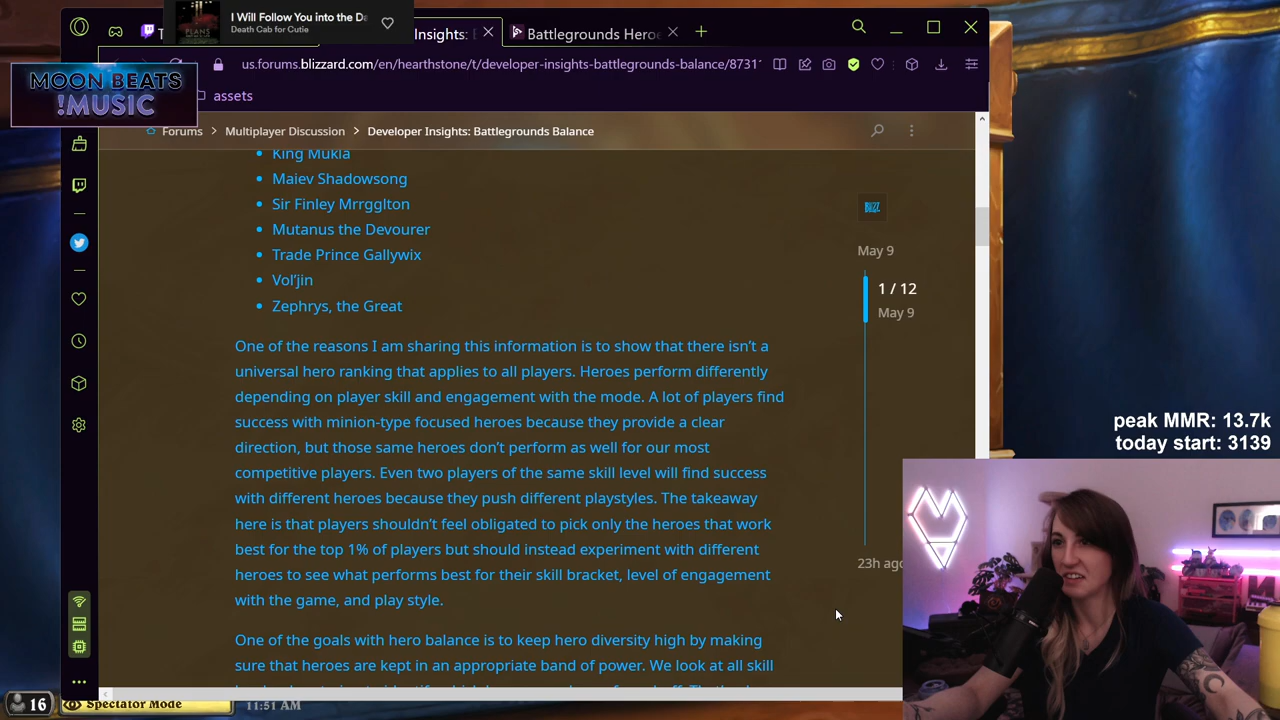 I Will Follow You into the Da
Death Cab for Cutie
Insights:
Battlegrounds Hero
us.forums.blizzard.com/en/hearthstone/t/developer-insights-battlegrounds-balance/8731
MOON BEATS
!MUSIC
assets
Forums > Multiplayer Discussion > Developer Insights: Battlegrounds Balance
King Mukla
Maiev Shadowsong
Sir Finley Mrrgglton
Mutanus the Devourer
Trade Prince Gallywix
Vol'jin
Zephrys, the Great
BLIZZ
May 9
1 / 12
May 9
23h ago
One of the reasons I am sharing this information is to show that there isn't a
universal hero ranking that applies to all players. Heroes perform differently
depending on player skill and engagement with the mode. A lot of players find
success with minion-type focused heroes because they provide a clear
direction, but those same heroes don't perform as well for our most
competitive players. Even two players of the same skill level will find success
with different heroes because they push different playstyles. The takeaway
here is that players shouldn't feel obligated to pick only the heroes that work
best for the top 1% of players but should instead experiment with different
heroes to see what performs best for their skill bracket, level of engagement
with the game, and play style.
One of the goals with hero balance is to keep hero diversity high by making
sure that heroes are kept in an appropriate band of power. We look at all skill
peak MMR: 13.7k
today start: 3139
16
Spectator Mode
11:51 AM